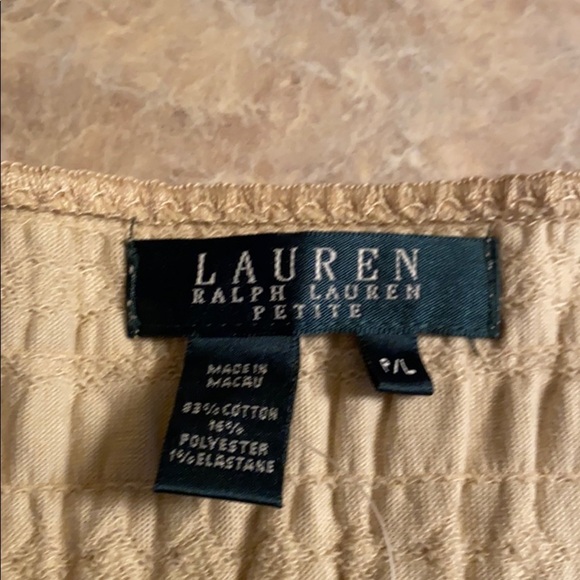 LAUREN
RALPH LAUREN
PETITE
P/L
MADE IN
MACAU
83% COTTON
16%
POLYESTER
1% ELASTANE